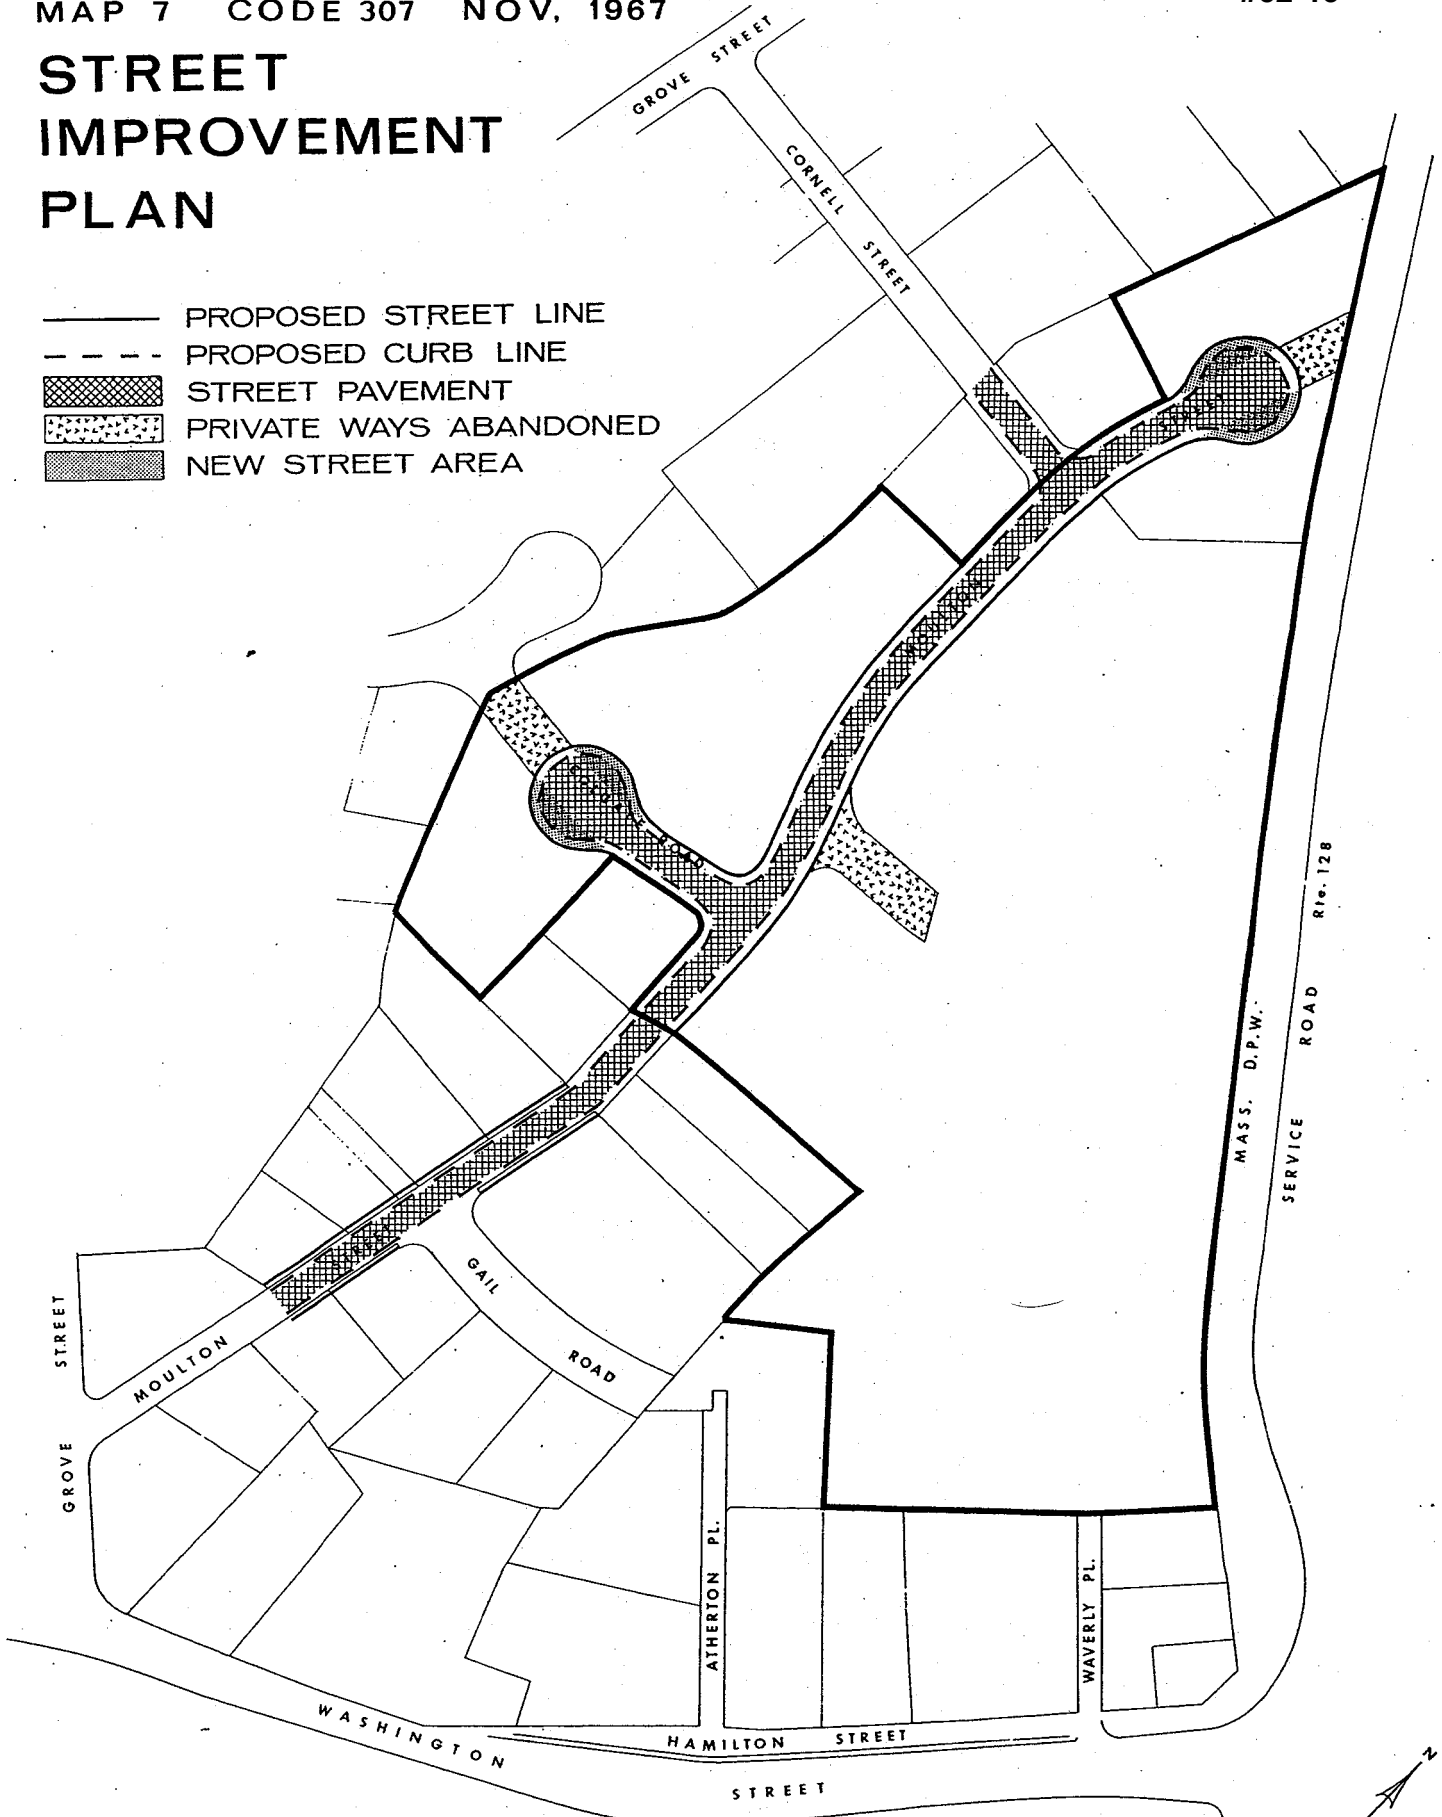 MAP 7 CODE 307 NOV, 1967
STREET
IMPROVEMENT
PLAN
PROPOSED STREET LINE
PROPOSED CURB LINE
STREET PAVEMENT
PRIVATE WAYS ABANDONED
NEW STREET AREA
GROVE STREET
CORNELL STREET
STREET
MOULTON
COLGATE ROAD
Rte. 128
MASS. D.P.W.
SERVICE ROAD
STREET
GAIL ROAD
MOULTON
GROVE STREET
ATHERTON PL.
WAVERLY PL.
WASHINGTON
HAMILTON STREET
STREET
N